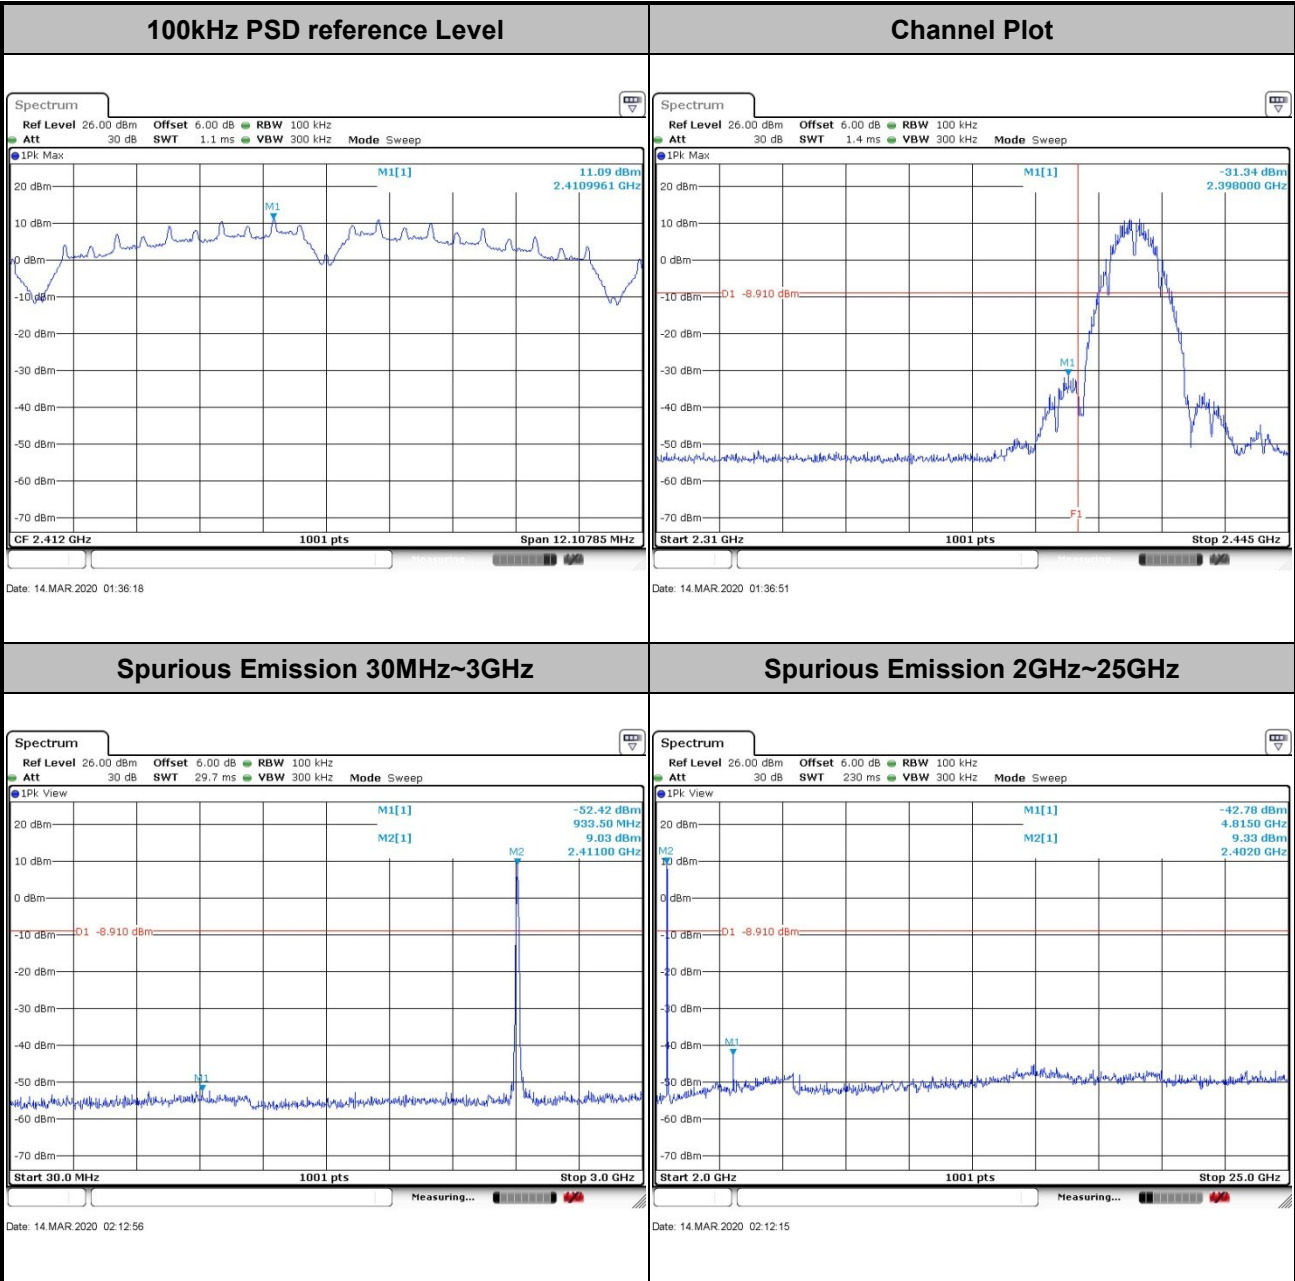 100kHz PSD reference Level
Channel Plot
Spectrum
Ref Level 26.00 dBm Offset 6.00 dB RBW 100 kHz
Att 30 dB SWT 1.1 ms VBW 300 kHz Mode Sweep
1Pk Max
M1[1] 11.09 dBm
2.4109961 GHz
M1
20 dBm
10 dBm
0 dBm
-10 dBm
-20 dBm
-30 dBm
-40 dBm
-50 dBm
-60 dBm
-70 dBm
CF 2.412 GHz 1001 pts Span 12.10785 MHz
Measuring...
Date: 14.MAR.2020 01:36:18
Spectrum
Ref Level 26.00 dBm Offset 6.00 dB RBW 100 kHz
Att 30 dB SWT 1.4 ms VBW 300 kHz Mode Sweep
1Pk Max
M1[1] -31.34 dBm
2.398000 GHz
20 dBm
10 dBm
0 dBm
-10 dBm
D1 -8.910 dBm
-20 dBm
-30 dBm
M1
-40 dBm
-50 dBm
-60 dBm
-70 dBm
F1
Start 2.31 GHz 1001 pts Stop 2.445 GHz
Measuring...
Date: 14.MAR.2020 01:36:51
Spurious Emission 30MHz~3GHz
Spurious Emission 2GHz~25GHz
Spectrum
Ref Level 26.00 dBm Offset 6.00 dB RBW 100 kHz
Att 30 dB SWT 29.7 ms VBW 300 kHz Mode Sweep
1Pk View
M1[1] -52.42 dBm
933.50 MHz
M2[1] 9.03 dBm
2.41100 GHz
M2
20 dBm
10 dBm
0 dBm
-10 dBm
D1 -8.910 dBm
-20 dBm
-30 dBm
-40 dBm
M1
-50 dBm
-60 dBm
-70 dBm
Start 30.0 MHz 1001 pts Stop 3.0 GHz
Measuring...
Date: 14.MAR.2020 02:12:56
Spectrum
Ref Level 26.00 dBm Offset 6.00 dB RBW 100 kHz
Att 30 dB SWT 230 ms VBW 300 kHz Mode Sweep
1Pk View
M1[1] -42.78 dBm
4.8150 GHz
M2[1] 9.33 dBm
2.4020 GHz
20 dBm
M2
10 dBm
0 dBm
-10 dBm
D1 -8.910 dBm
-20 dBm
-30 dBm
-40 dBm
M1
-50 dBm
-60 dBm
-70 dBm
Start 2.0 GHz 1001 pts Stop 25.0 GHz
Measuring...
Date: 14.MAR.2020 02:12:15